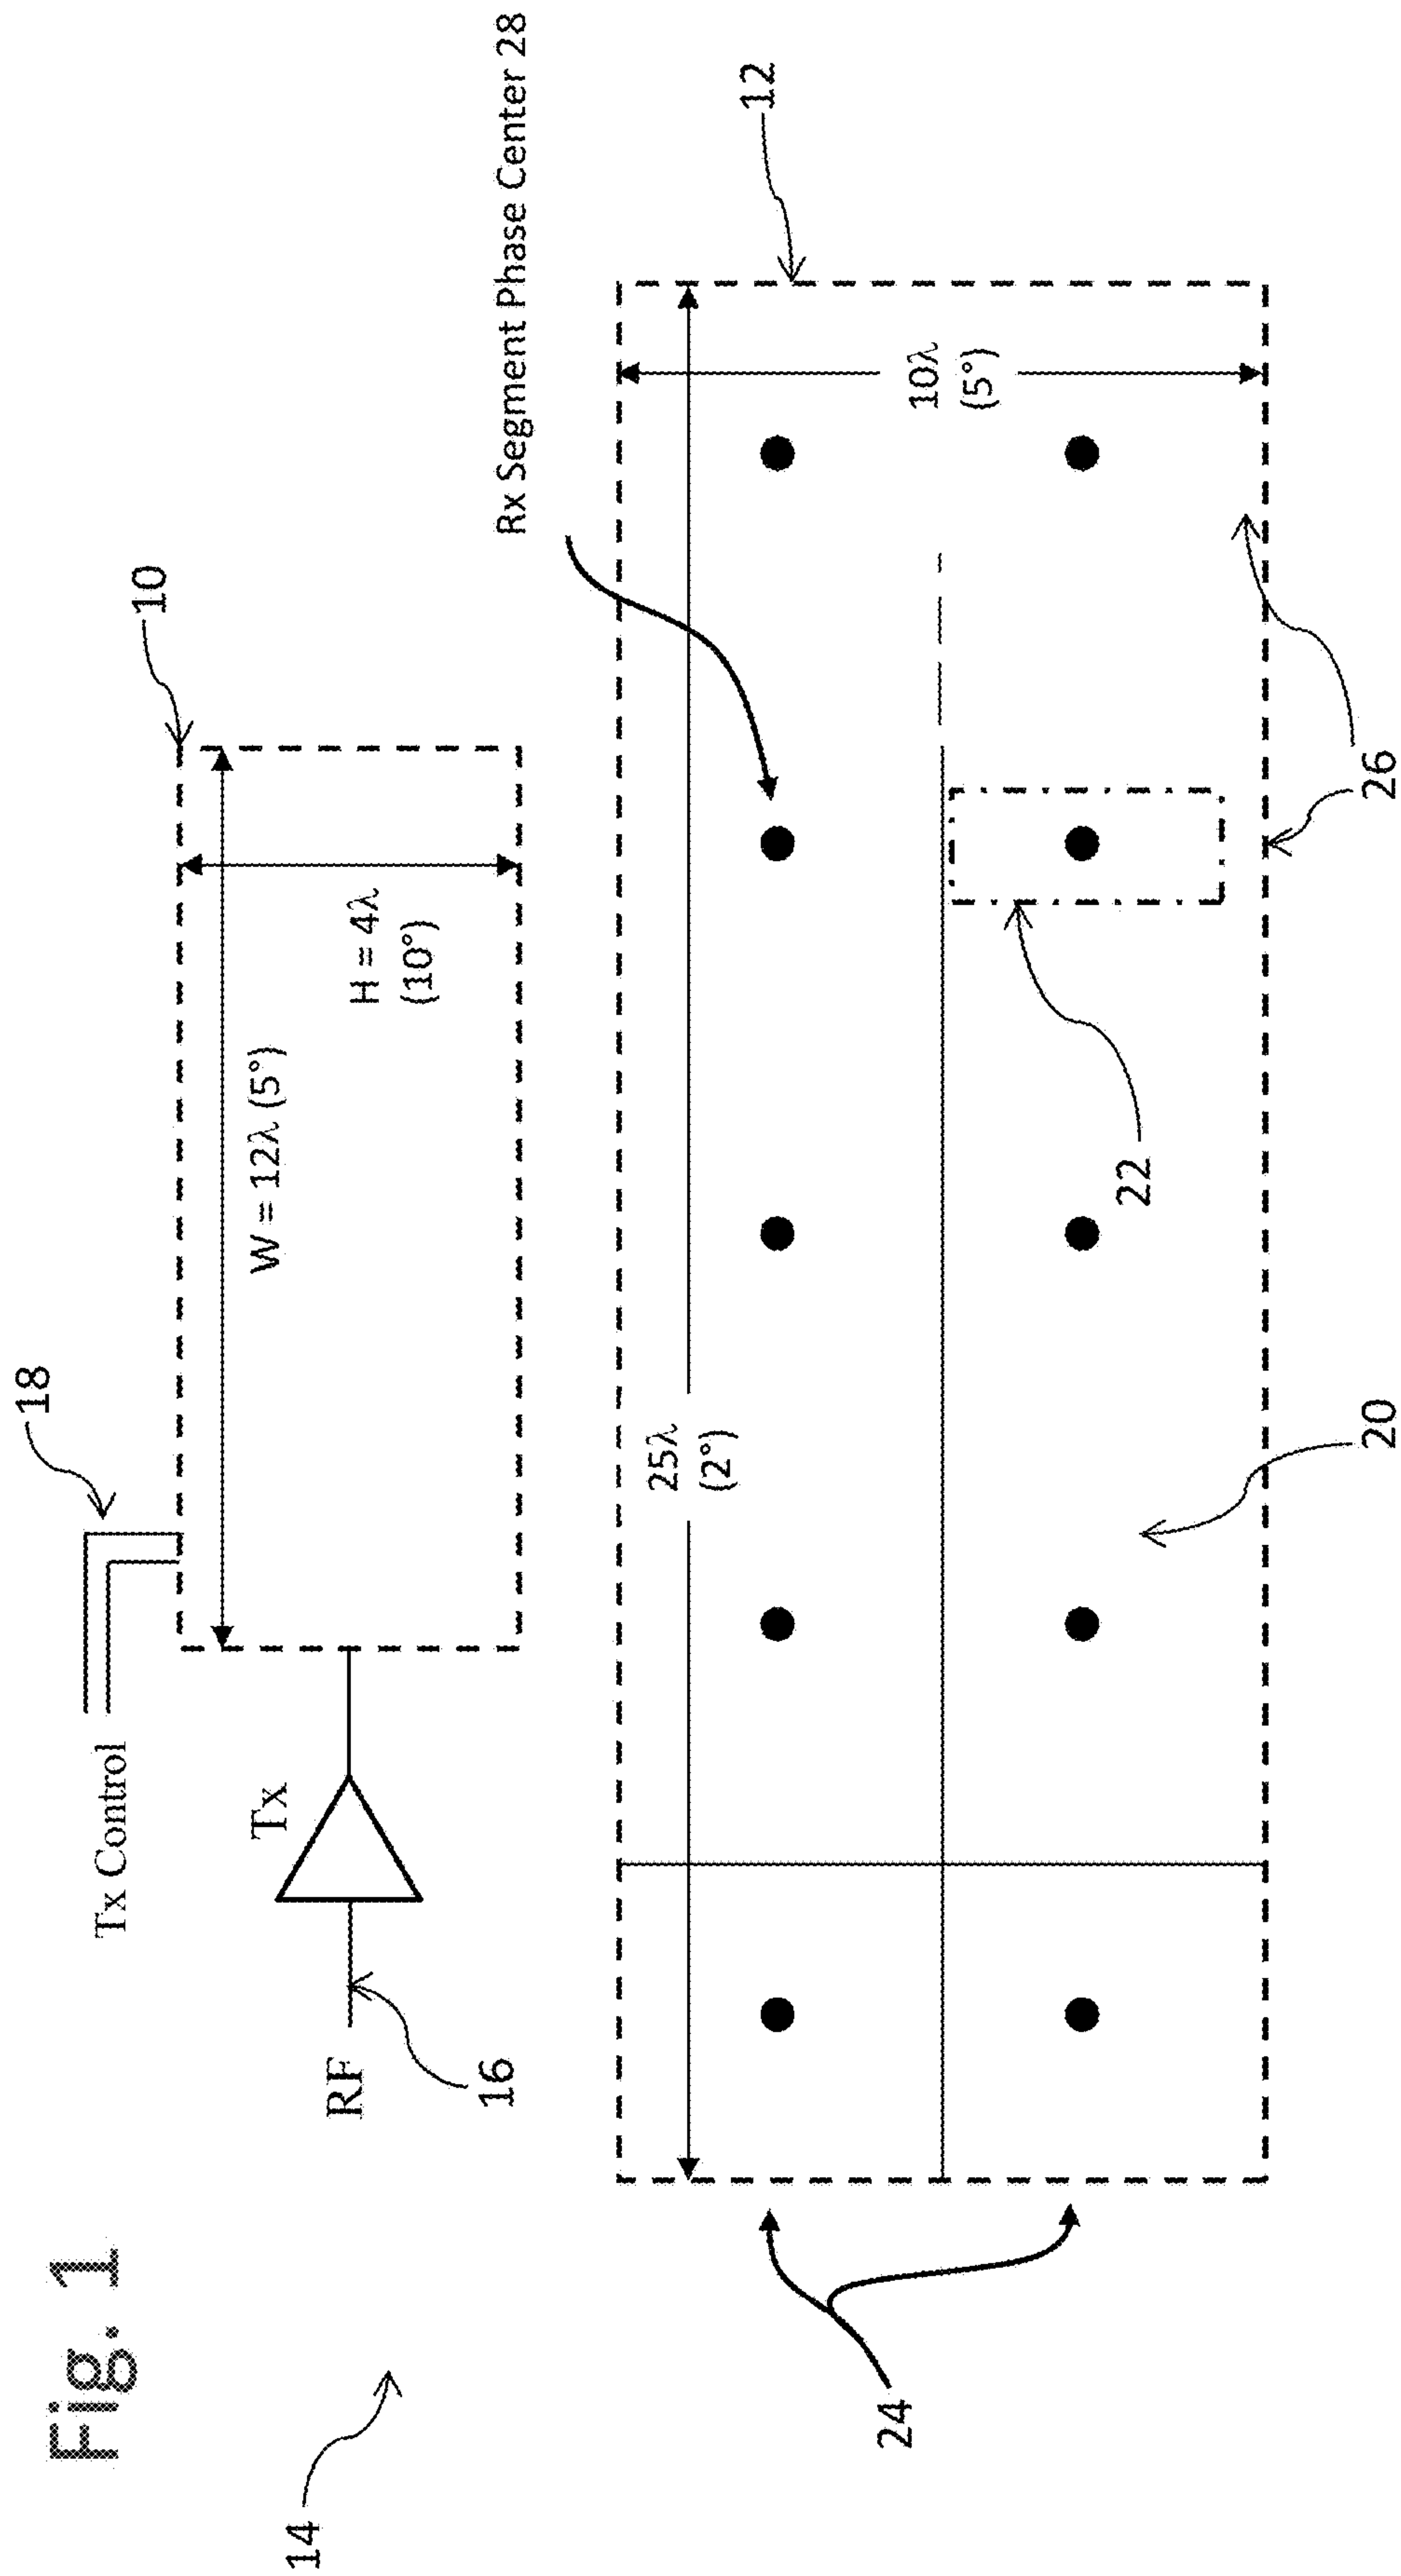 Fig. 1
14
18
Tx Control
10
W = 12λ (5°)
H = 4λ
(10°)
Tx
RF
16
Rx Segment Phase Center 28
12
25λ
(2°)
10λ
(5°)
24
22
20
26